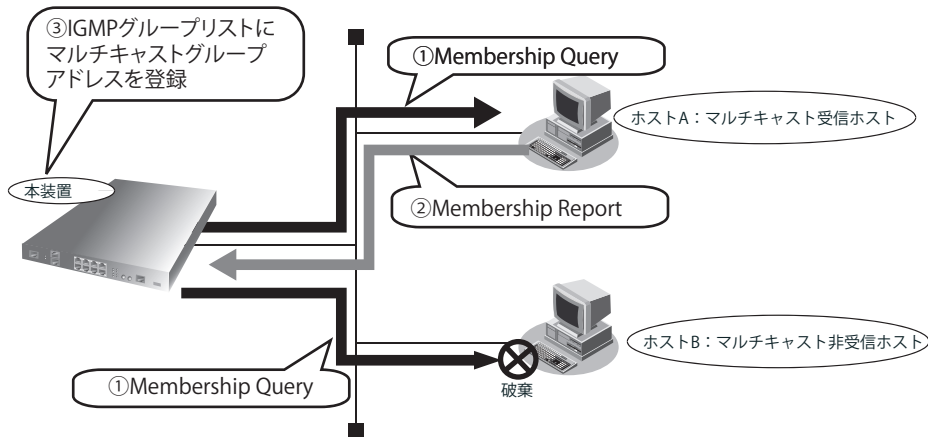 ③IGMPグループリストに
マルチキャストグループ
アドレスを登録
①Membership Query
ホストA：マルチキャスト受信ホスト
本装置
②Membership Report
ホストB：マルチキャスト非受信ホスト
①Membership Query
破棄